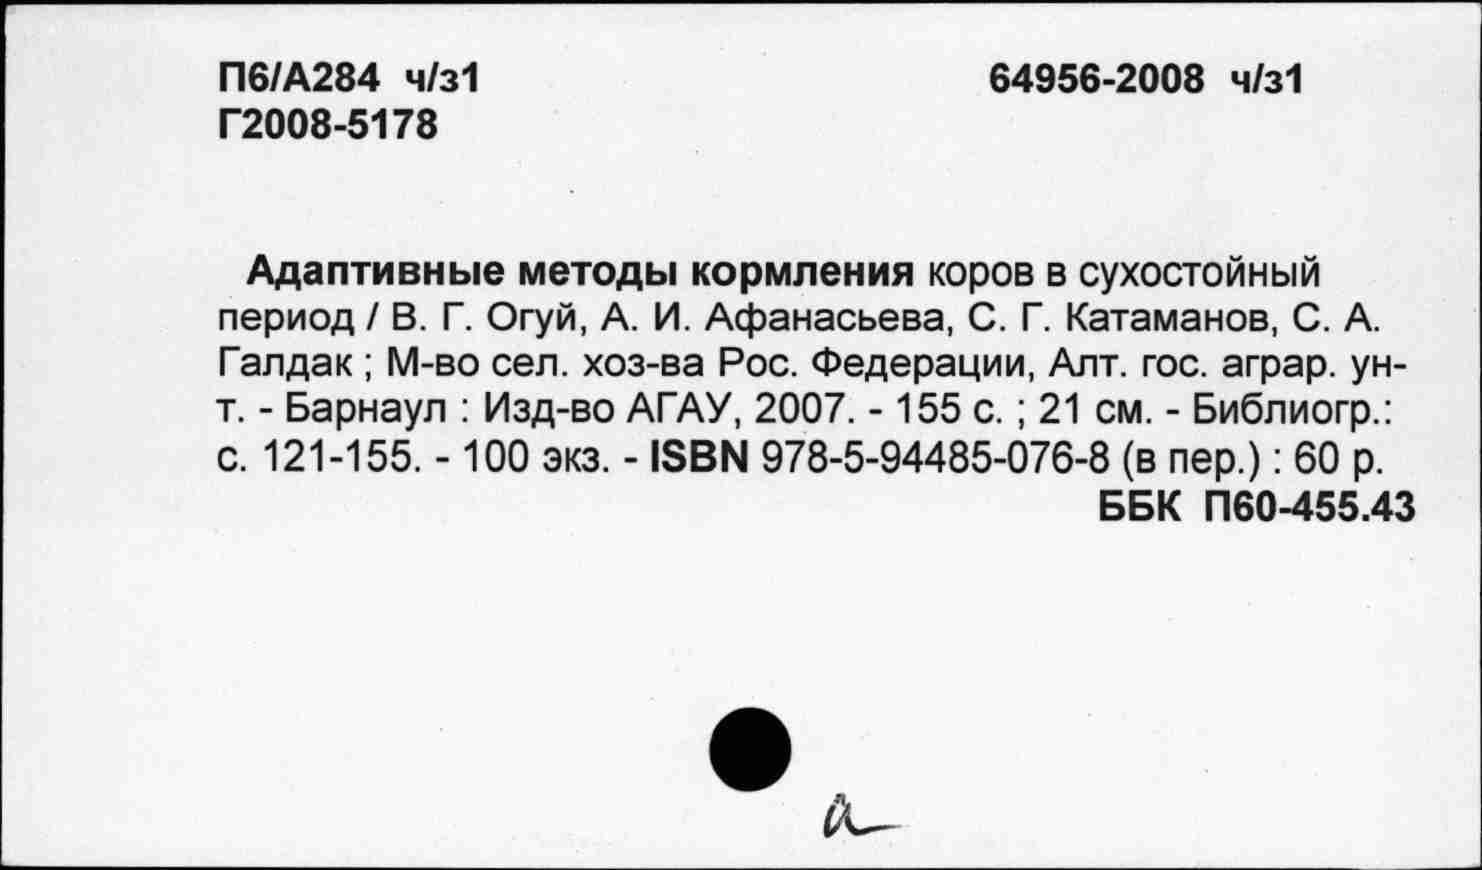 П6/А284 ч/з1 64956-2008 ч/з1
Г2008-5178
Адаптивные методы кормления коров в сухостойный
период / В. Г. Огуй, А. И. Афанасьева, С. Г. Катаманов, С. А.
Галдак ; М-во сел. хоз-ва Рос. Федерации, Алт. гос. аграр. ун-
т. - Барнаул : Изд-во АГАУ, 2007. - 155 с. ; 21 см. - Библиогр.:
с. 121-155. - 100 экз. - ISBN 978-5-94485-076-8 (в пер.) : 60 р.
ББК П60-455.43